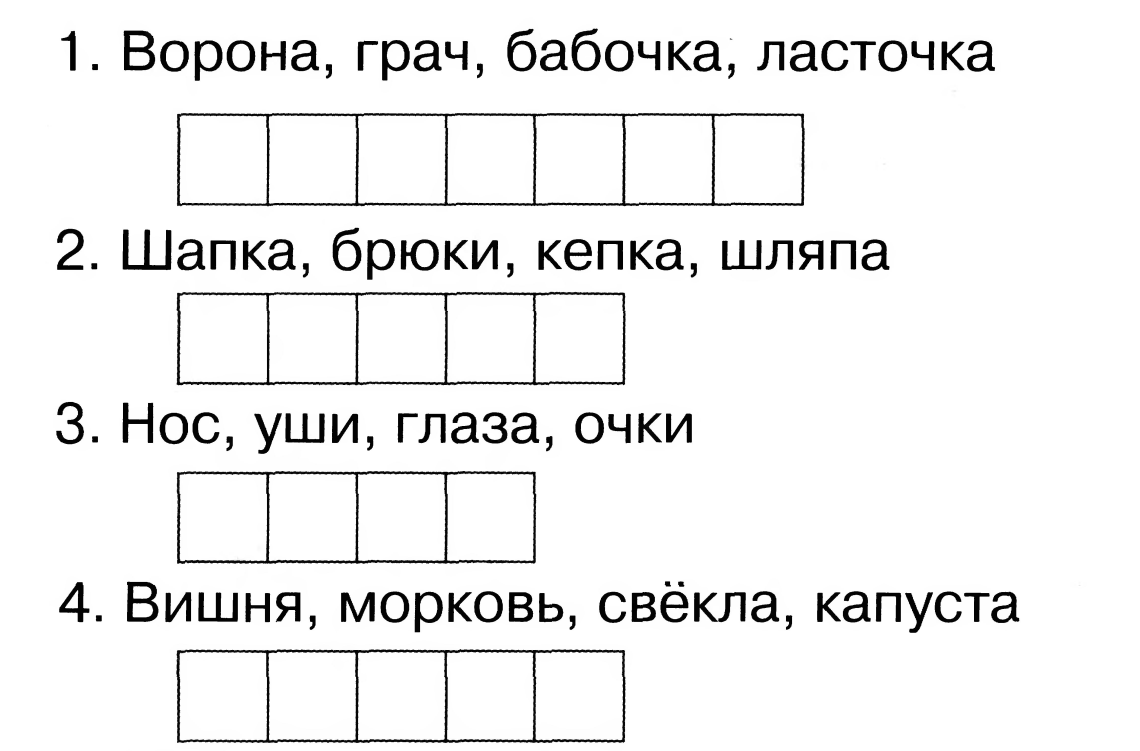 1. Ворона, грач, бабочка, ласточка
2. Шапка, брюки, кепка, шляпа
3. Нос, уши, глаза, очки
4. Вишня, морковь, свёкла, капуста